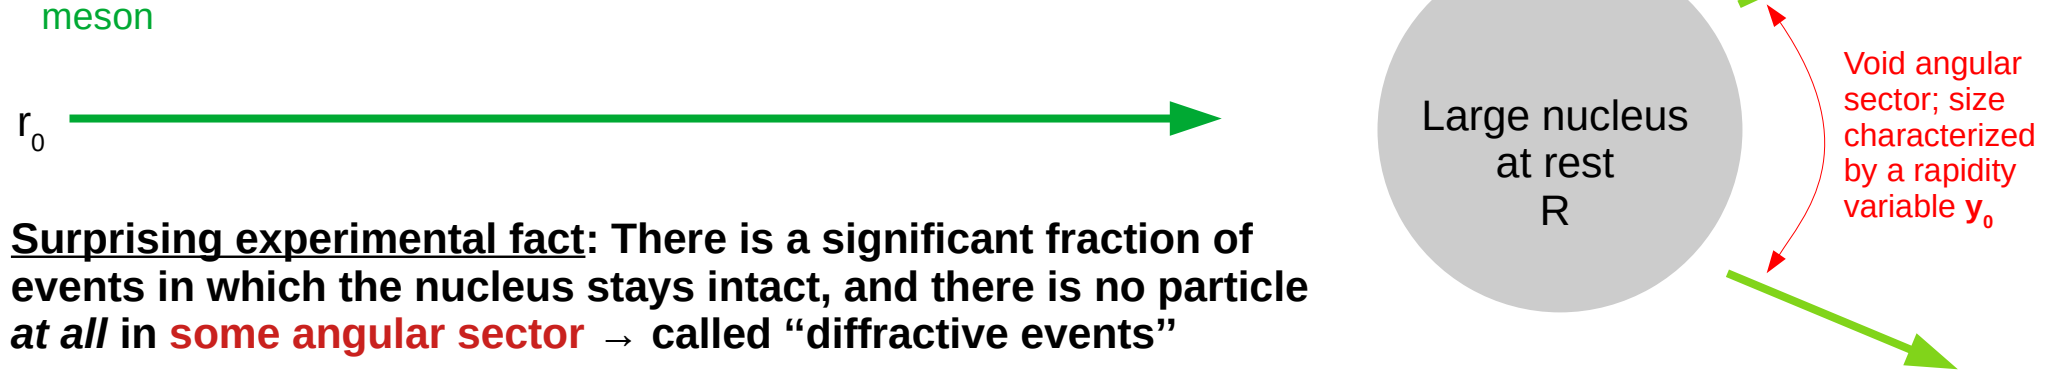 meson
r0
Large nucleus
at rest
R
Void angular
sector; size
characterized
by a rapidity
variable y0
Surprising experimental fact: There is a significant fraction of
events in which the nucleus stays intact, and there is no particle
at all in some angular sector → called “diffractive events”